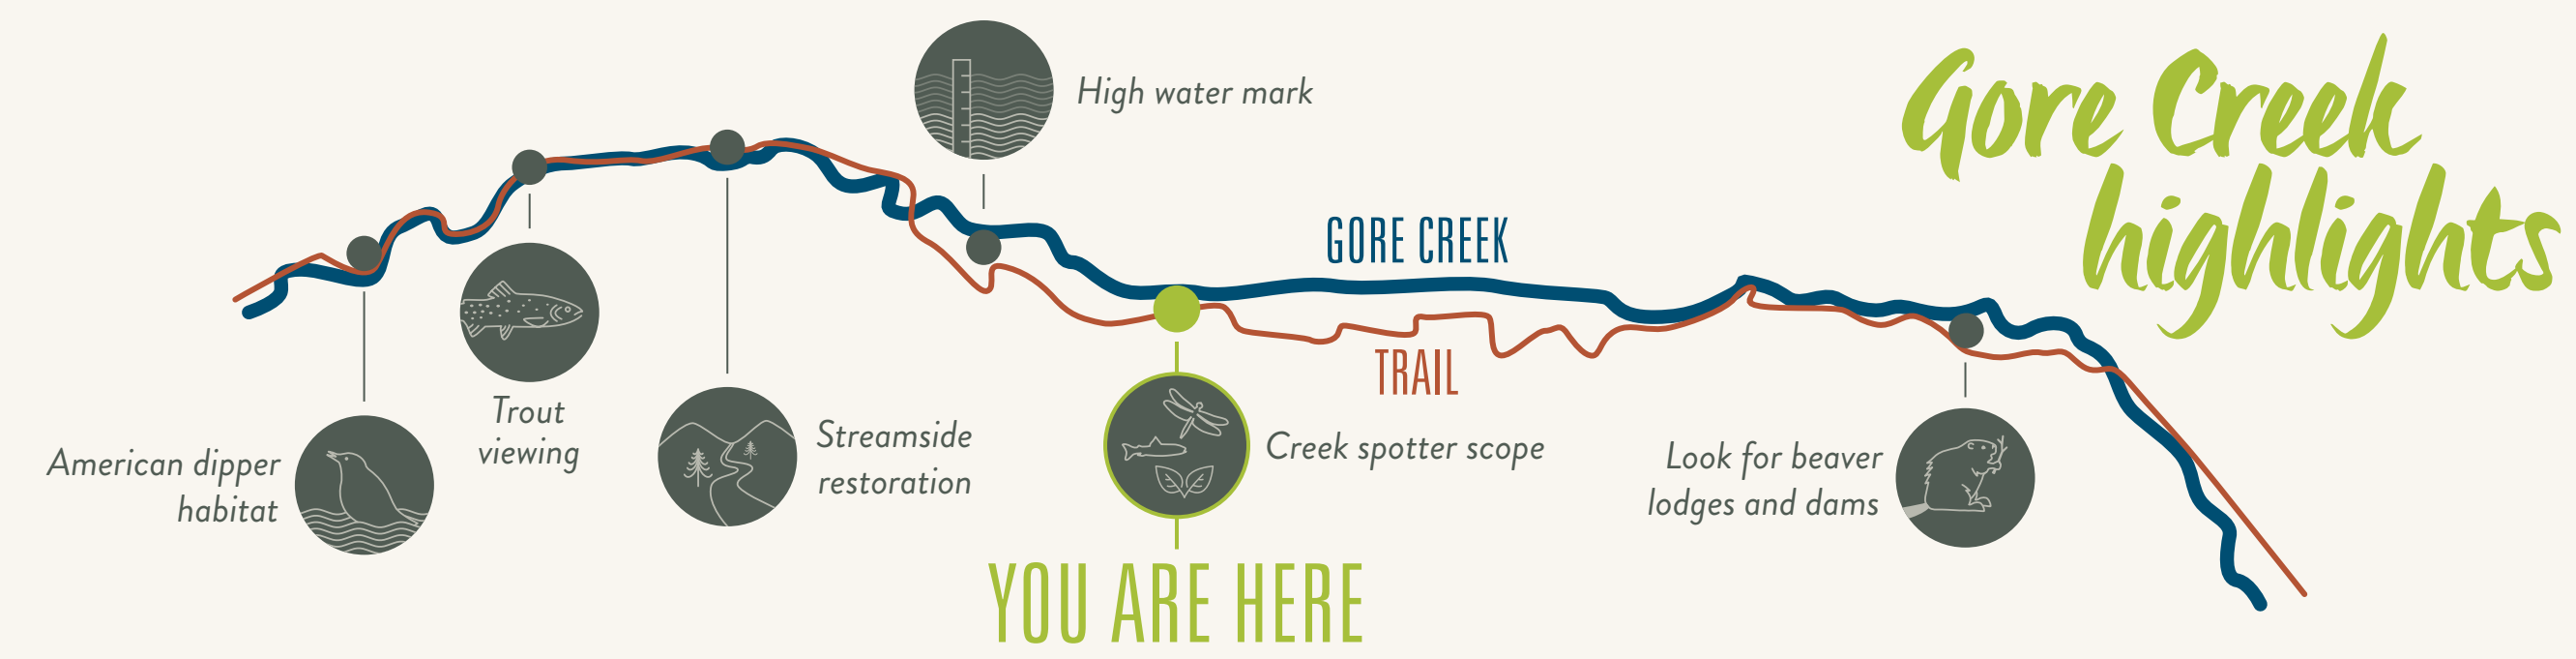 Gore Creek
highlights
High water mark
GORE CREEK
TRAIL
American dipper
habitat
Trout
viewing
Streamside
restoration
Creek spotter scope
Look for beaver
lodges and dams
YOU ARE HERE